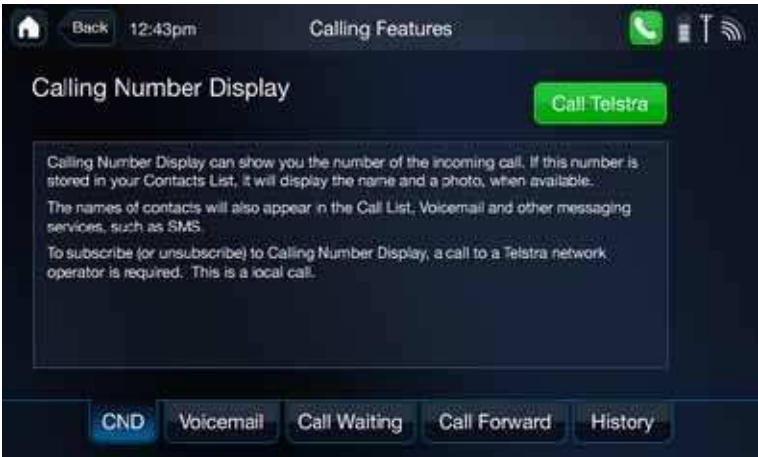 Back 12:43pm Calling Features
Calling Number Display
Call Telstra
Calling Number Display can show you the number of the incoming call. If this number is
stored in your Contacts List, it will display the name and a photo, when available.
The names of contacts will also appear in the Call List, Voicemail and other messaging
services, such as SMS.
To subscribe (or unsubscribe) to Calling Number Display, a call to a Telstra network
operator is required. This is a local call.
CND Voicemail Call Waiting Call Forward History